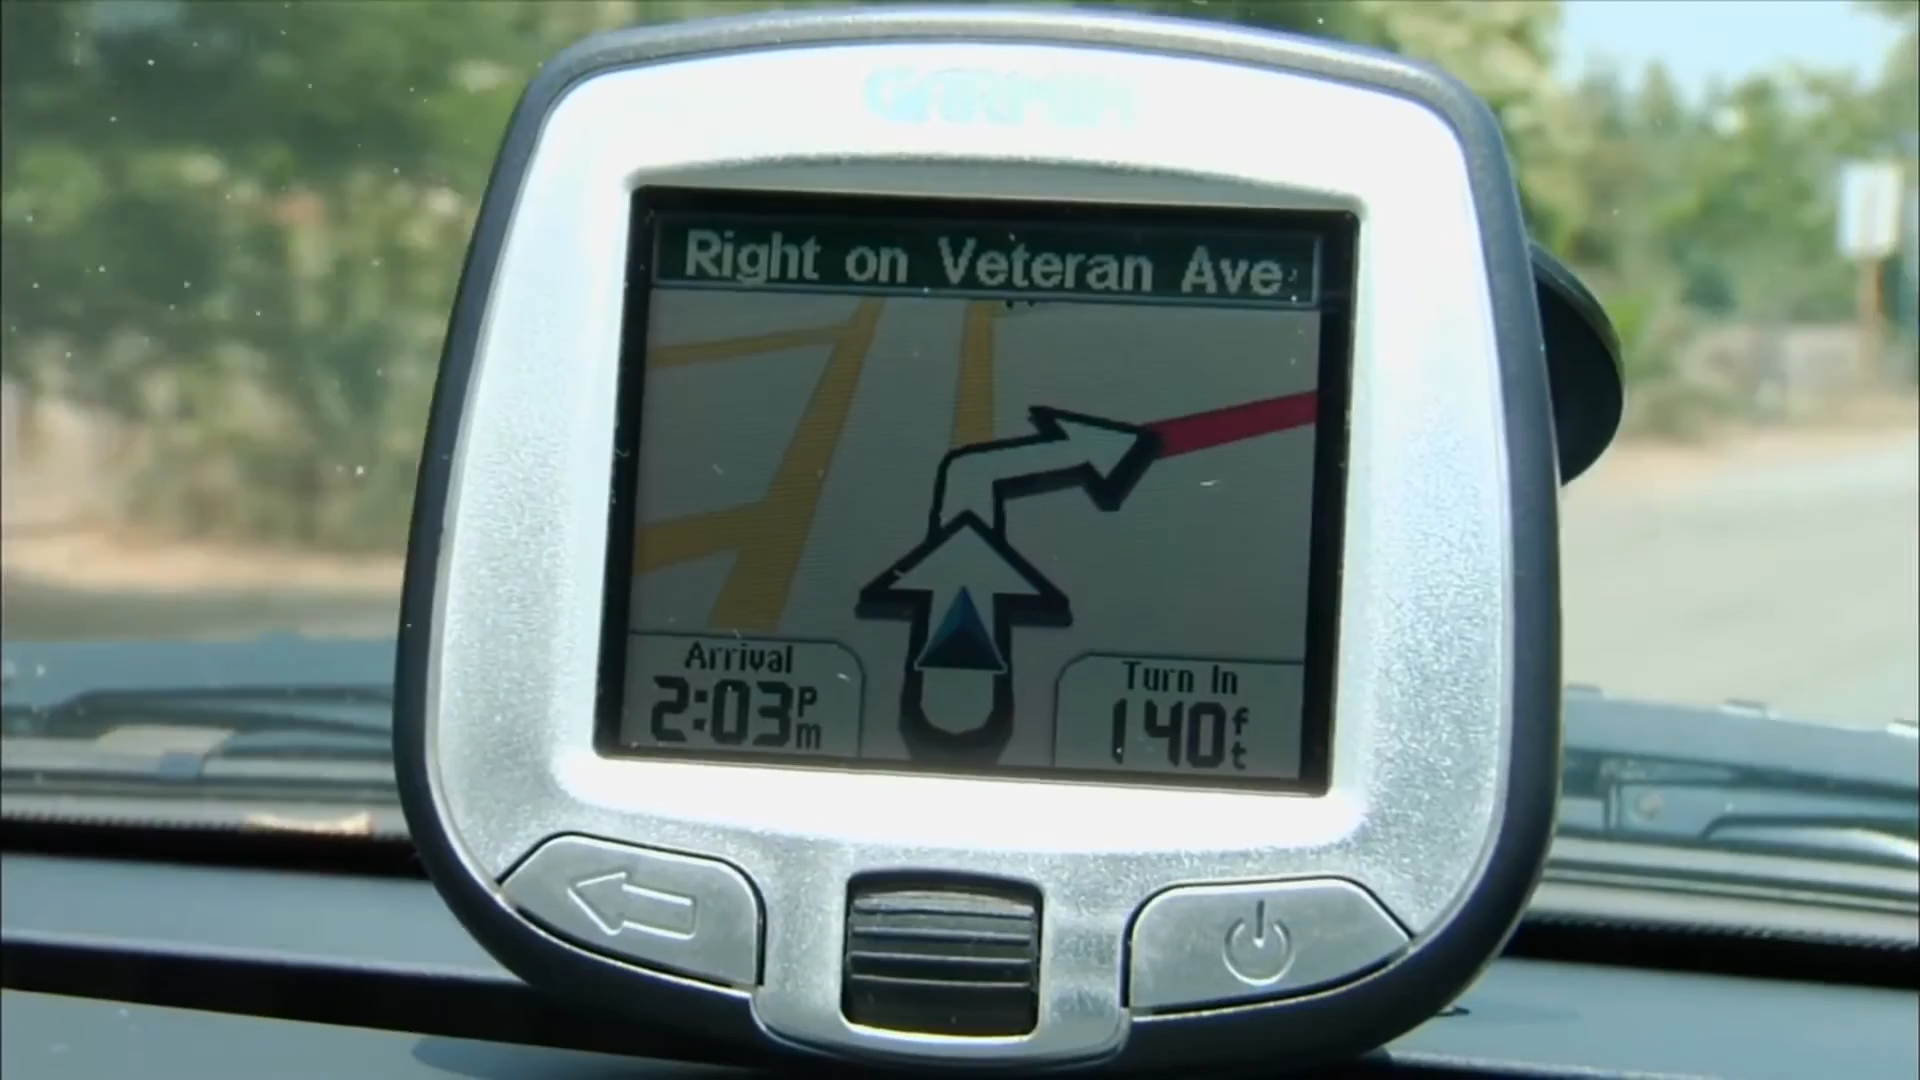 GARMIN
Right on Veteran Ave
Arrival
2:03pm
Turn In
140ft